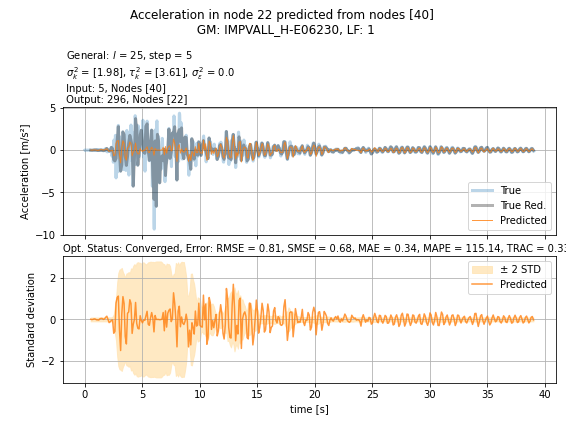 Acceleration in node 22 predicted from nodes [40]
GM: IMPVALL_H-E06230, LF: 1
General: l = 25, step = 5
σ²ₖ = [1.98], τ²ₖ = [3.61], σ²ε = 0.0
Input: 5, Nodes [40]
Output: 296, Nodes [22]
Acceleration [m/s²]
5
0
−5
−10
True
True Red.
Predicted
Opt. Status: Converged, Error: RMSE = 0.81, SMSE = 0.68, MAE = 0.34, MAPE = 115.14, TRAC = 0.33
Standard deviation
2
0
−2
± 2 STD
Predicted
0 5 10 15 20 25 30 35 40
time [s]